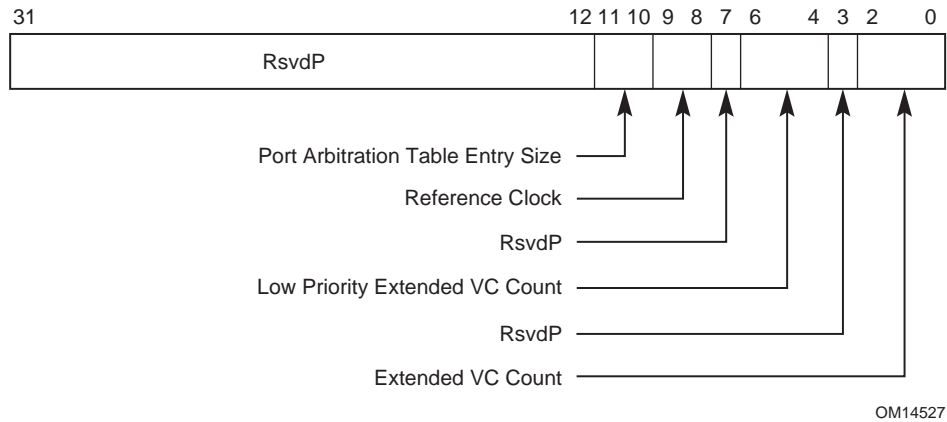 31 12 11 10 9 8 7 6 4 3 2 0
RsvdP
Port Arbitration Table Entry Size
Reference Clock
RsvdP
Low Priority Extended VC Count
RsvdP
Extended VC Count
OM14527